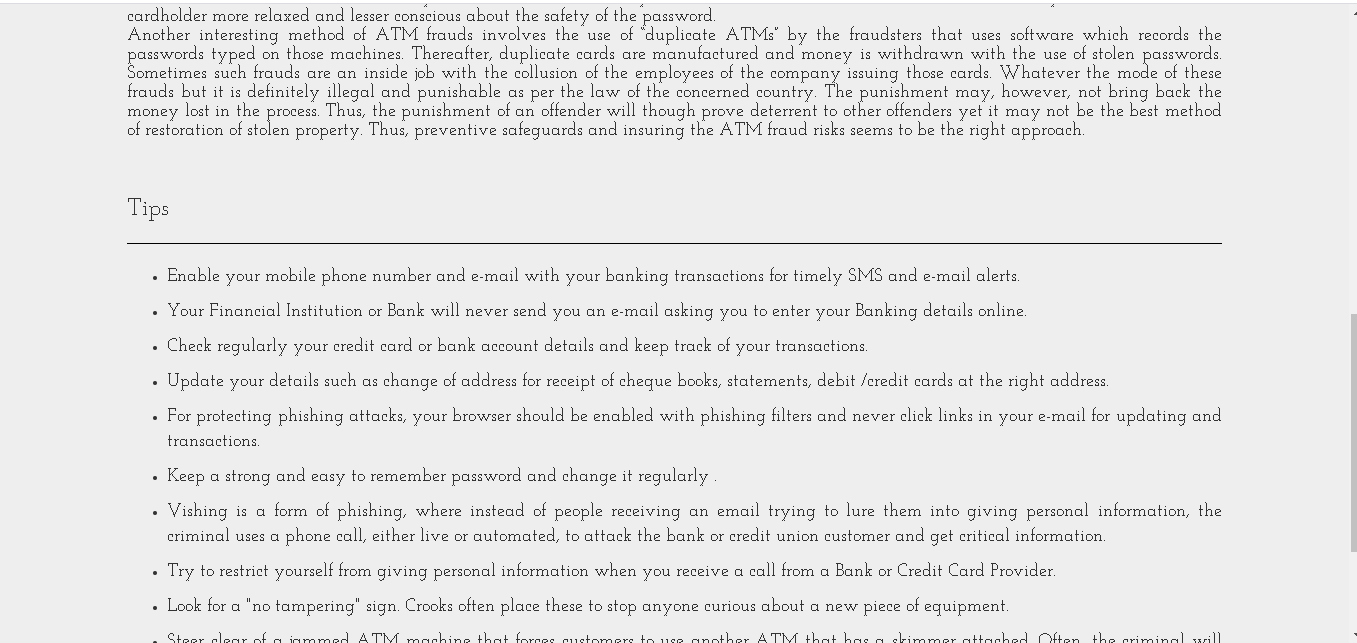 cardholder more relaxed and lesser conscious about the safety of the password.
Another interesting method of ATM frauds involves the use of "duplicate ATMs" by the fraudsters that uses software which records the
passwords typed on those machines. Thereafter, duplicate cards are manufactured and money is withdrawn with the use of stolen passwords.
Sometimes such frauds are an inside job with the collusion of the employees of the company issuing those cards. Whatever the mode of these
frauds but it is definitely illegal and punishable as per the law of the concerned country. The punishment may, however, not bring back the
money lost in the process. Thus, the punishment of an offender will though prove deterrent to other offenders yet it may not be the best method
of restoration of stolen property. Thus, preventive safeguards and insuring the ATM fraud risks seems to be the right approach.
Tips
• Enable your mobile phone number and e-mail with your banking transactions for timely SMS and e-mail alerts.
• Your Financial Institution or Bank will never send you an e-mail asking you to enter your Banking details online.
• Check regularly your credit card or bank account details and keep track of your transactions.
• Update your details such as change of address for receipt of cheque books, statements, debit /credit cards at the right address.
• For protecting phishing attacks, your browser should be enabled with phishing filters and never click links in your e-mail for updating and
transactions.
• Keep a strong and easy to remember password and change it regularly .
• Vishing is a form of phishing, where instead of people receiving an email trying to lure them into giving personal information, the
criminal uses a phone call, either live or automated, to attack the bank or credit union customer and get critical information.
• Try to restrict yourself from giving personal information when you receive a call from a Bank or Credit Card Provider.
• Look for a "no tampering" sign. Crooks often place these to stop anyone curious about a new piece of equipment.
• Steer clear of a jammed ATM machine that forces customers to use another ATM that has a skimmer attached. Often, the criminal will